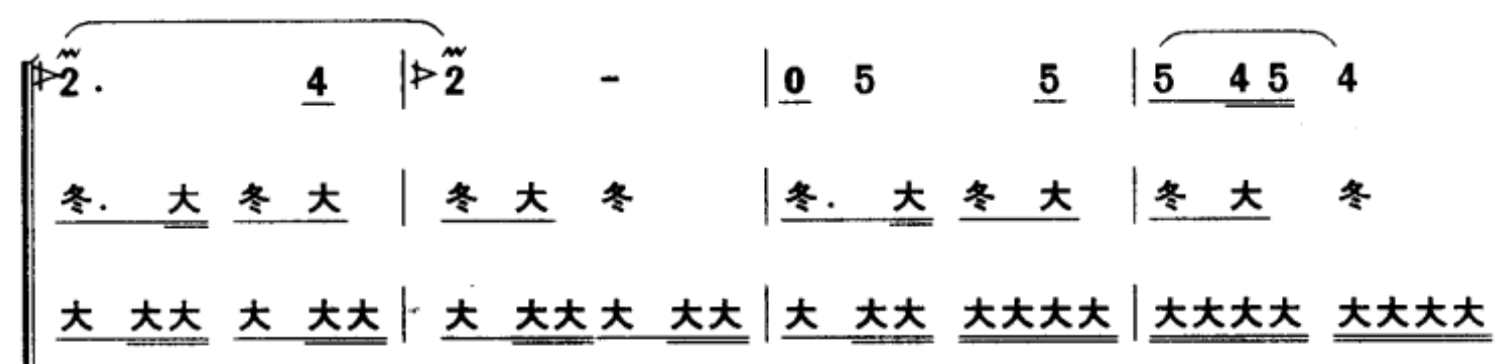 2. 4 | 2 - | 0 5 5 | 5 4 5 4
冬. 大 冬 大 | 冬 大 冬 | 冬. 大 冬 大 | 冬 大 冬
大 大大 大 大大 | 大 大大 大 大大 | 大 大大 大大大大 | 大大大大 大大大大